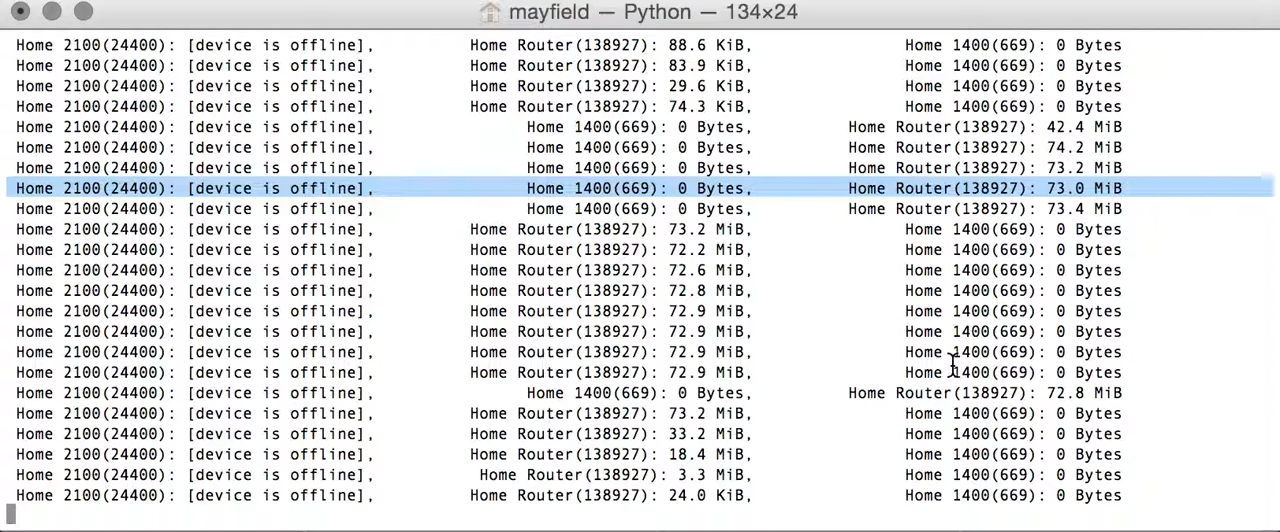 mayfield — Python — 134×24
Home 2100(24400): [device is offline], Home Router(138927): 88.6 KiB, Home 1400(669): 0 Bytes
Home 2100(24400): [device is offline], Home Router(138927): 83.9 KiB, Home 1400(669): 0 Bytes
Home 2100(24400): [device is offline], Home Router(138927): 29.6 KiB, Home 1400(669): 0 Bytes
Home 2100(24400): [device is offline], Home Router(138927): 74.3 KiB, Home 1400(669): 0 Bytes
Home 2100(24400): [device is offline], Home 1400(669): 0 Bytes, Home Router(138927): 42.4 MiB
Home 2100(24400): [device is offline], Home 1400(669): 0 Bytes, Home Router(138927): 74.2 MiB
Home 2100(24400): [device is offline], Home 1400(669): 0 Bytes, Home Router(138927): 73.2 MiB
Home 2100(24400): [device is offline], Home 1400(669): 0 Bytes, Home Router(138927): 73.0 MiB
Home 2100(24400): [device is offline], Home 1400(669): 0 Bytes, Home Router(138927): 73.4 MiB
Home 2100(24400): [device is offline], Home Router(138927): 73.2 MiB, Home 1400(669): 0 Bytes
Home 2100(24400): [device is offline], Home Router(138927): 72.2 MiB, Home 1400(669): 0 Bytes
Home 2100(24400): [device is offline], Home Router(138927): 72.6 MiB, Home 1400(669): 0 Bytes
Home 2100(24400): [device is offline], Home Router(138927): 72.8 MiB, Home 1400(669): 0 Bytes
Home 2100(24400): [device is offline], Home Router(138927): 72.9 MiB, Home 1400(669): 0 Bytes
Home 2100(24400): [device is offline], Home Router(138927): 72.9 MiB, Home 1400(669): 0 Bytes
Home 2100(24400): [device is offline], Home Router(138927): 72.9 MiB, Home 1400(669): 0 Bytes
Home 2100(24400): [device is offline], Home Router(138927): 72.9 MiB, Home 1400(669): 0 Bytes
Home 2100(24400): [device is offline], Home 1400(669): 0 Bytes, Home Router(138927): 72.8 MiB
Home 2100(24400): [device is offline], Home Router(138927): 73.2 MiB, Home 1400(669): 0 Bytes
Home 2100(24400): [device is offline], Home Router(138927): 33.2 MiB, Home 1400(669): 0 Bytes
Home 2100(24400): [device is offline], Home Router(138927): 18.4 MiB, Home 1400(669): 0 Bytes
Home 2100(24400): [device is offline], Home Router(138927): 3.3 MiB, Home 1400(669): 0 Bytes
Home 2100(24400): [device is offline], Home Router(138927): 24.0 KiB, Home 1400(669): 0 Bytes